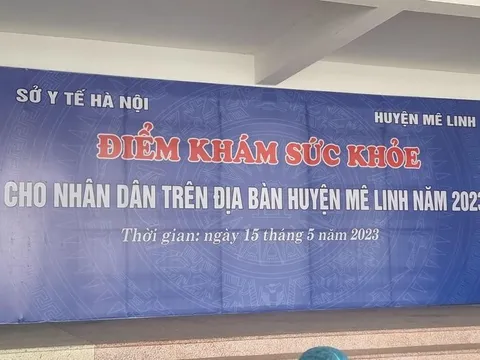 SỞ Y TẾ HÀ NỘI
HUYỆN MÊ LINH
ĐIỂM KHÁM SỨC KHỎE
CHO NHÂN DÂN TRÊN ĐỊA BÀN HUYỆN MÊ LINH NĂM 2023
Thời gian: ngày 15 tháng 5 năm 2023